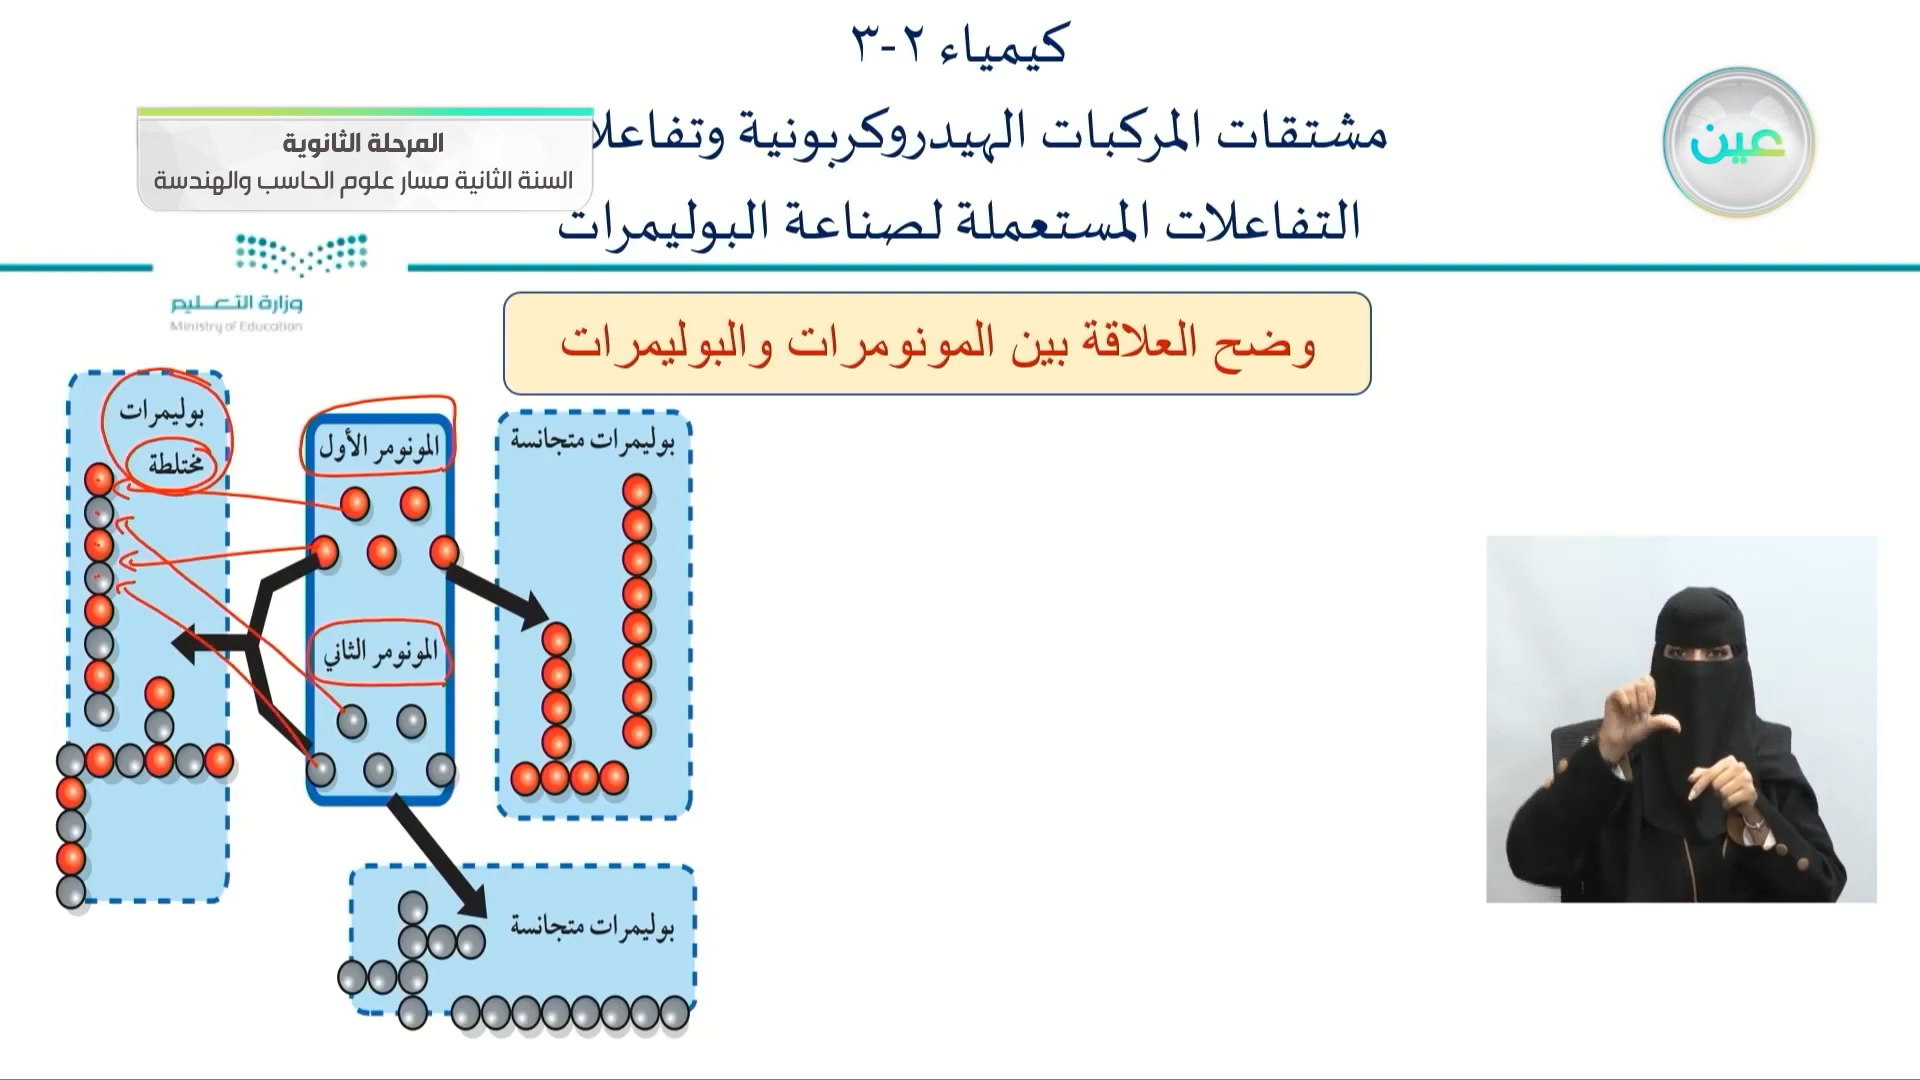 كيمياء ٢-٣
عين
مشتقات المركبات الهيدروكربونية وتفاعلا
المرحلة الثانوية
السنة الثانية مسار علوم الحاسب والهندسة
التفاعلات المستعملة لصناعة البوليمرات
وزارة التعليم
Ministry of Education
وضح العلاقة بين المونومرات والبوليمرات
بوليمرات متجانسة
المونومر الأول
بوليمرات
مختلطة
المونومر الثاني
بوليمرات متجانسة